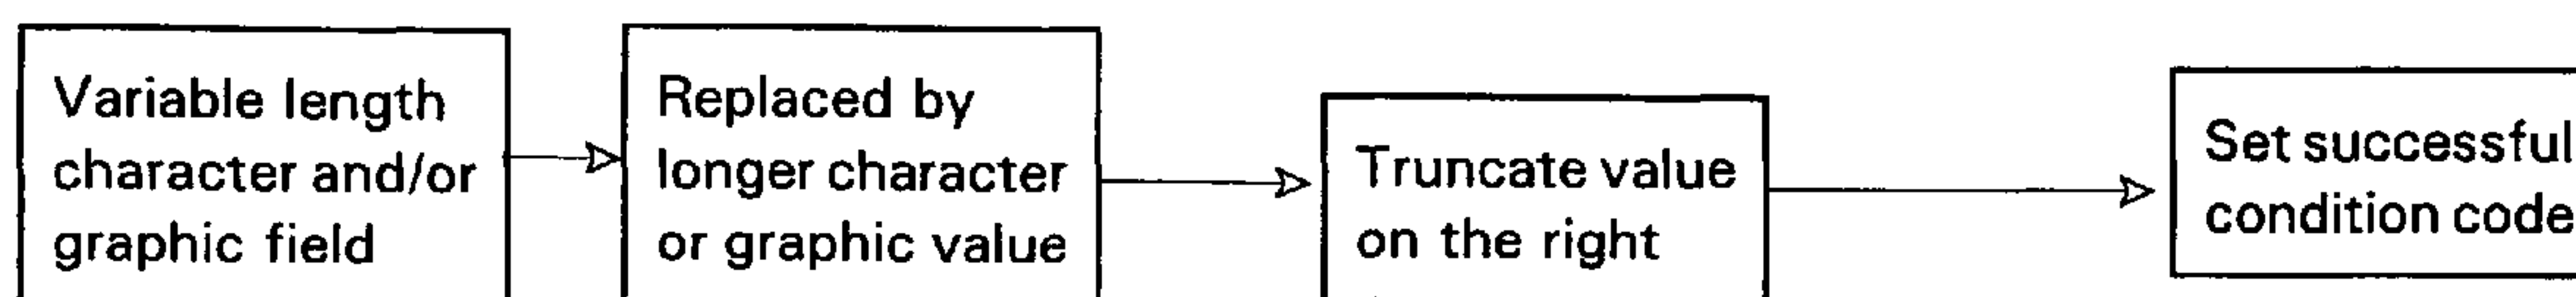 Variable length
character and/or
graphic field
Replaced by
longer character
or graphic value
Truncate value
on the right
Set successful
condition code